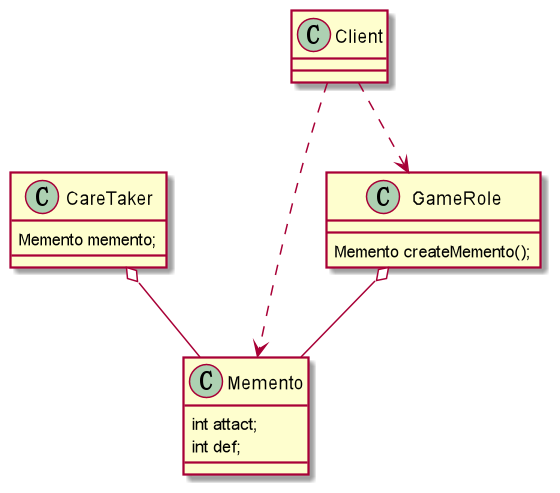 C Client
C CareTaker
Memento memento;
C GameRole
Memento createMemento();
C Memento
int attact;
int def;